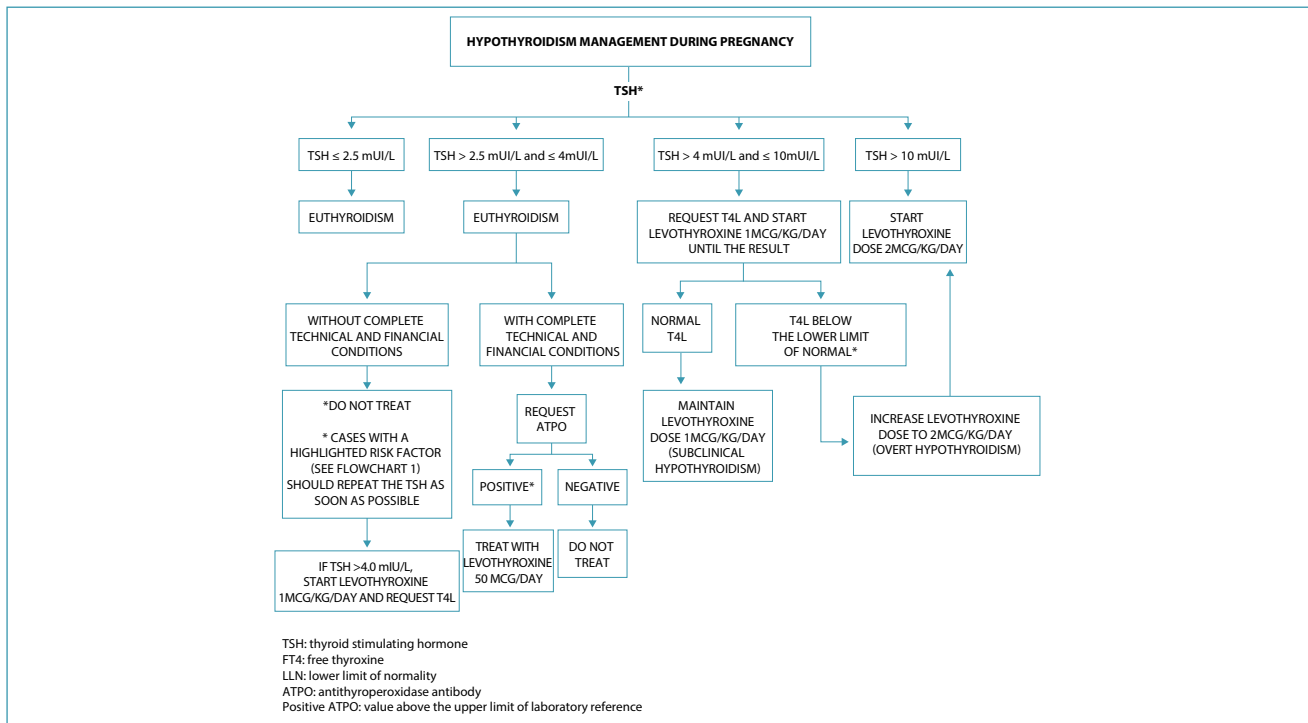 HYPOTHYROIDISM MANAGEMENT DURING PREGNANCY
TSH*
TSH ≤ 2.5 mUI/L
TSH > 2.5 mUI/L and ≤ 4mUI/L
TSH > 4 mUI/L and ≤ 10mUI/L
TSH > 10 mUI/L
EUTHYROIDISM
EUTHYROIDISM
REQUEST T4L AND START
LEVOTHYROXINE 1MCG/KG/DAY
UNTIL THE RESULT
START
LEVOTHYROXINE
DOSE 2MCG/KG/DAY
WITHOUT COMPLETE
TECHNICAL AND FINANCIAL
CONDITIONS
WITH COMPLETE
TECHNICAL AND
FINANCIAL CONDITIONS
NORMAL
T4L
T4L BELOW
THE LOWER LIMIT
OF NORMAL*
*DO NOT TREAT
* CASES WITH A
HIGHLIGHTED RISK FACTOR
(SEE FLOWCHART 1)
SHOULD REPEAT THE TSH AS
SOON AS POSSIBLE
REQUEST
ATPO
MAINTAIN
LEVOTHYROXINE
DOSE 1MCG/KG/DAY
(SUBCLINICAL
HYPOTHYROIDISM)
INCREASE LEVOTHYROXINE
DOSE TO 2MCG/KG/DAY
(OVERT HYPOTHYROIDISM)
POSITIVE*
NEGATIVE
IF TSH >4.0 mIU/L,
START LEVOTHYROXINE
1MCG/KG/DAY AND REQUEST T4L
TREAT WITH
LEVOTHYROXINE
50 MCG/DAY
DO NOT
TREAT
TSH: thyroid stimulating hormone
FT4: free thyroxine
LLN: lower limit of normality
ATPO: antithyroperoxidase antibody
Positive ATPO: value above the upper limit of laboratory reference